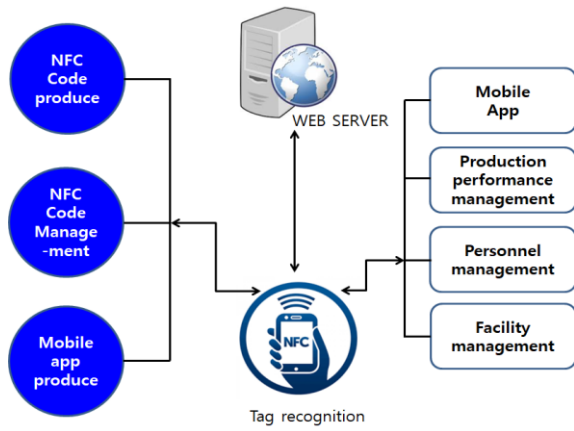 NFC
Code
produce
WEB SERVER
Mobile
App
Production
performance
management
NFC
Code
Manage
-ment
Personnel
management
Mobile
app
produce
NFC
Facility
management
Tag recognition